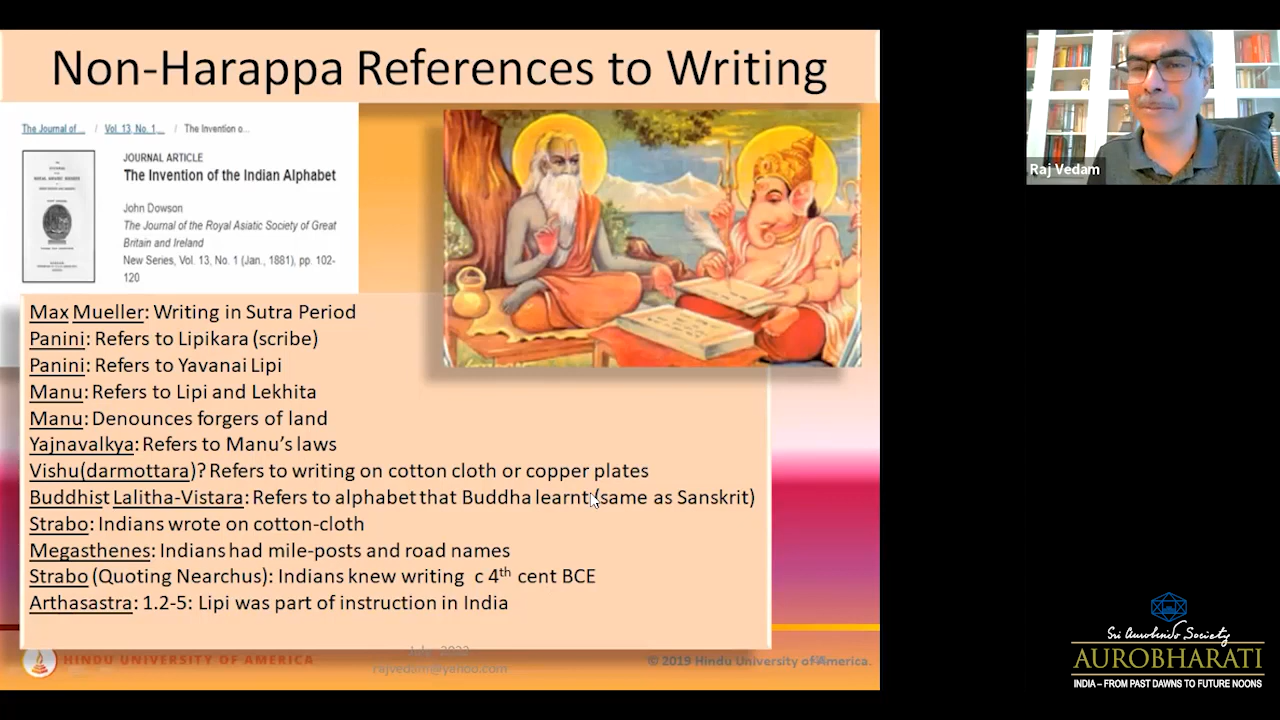 Non-Harappa References to Writing
The Journal of... / Vol. 13, No. 1,... / The Invention o...
JOURNAL ARTICLE
The Invention of the Indian Alphabet
John Dowson
The Journal of the Royal Asiatic Society of Great
Britain and Ireland
New Series, Vol. 13, No. 1 (Jan., 1881), pp. 102-
120
Max Mueller: Writing in Sutra Period
Panini: Refers to Lipikara (scribe)
Panini: Refers to Yavanai Lipi
Manu: Refers to Lipi and Lekhita
Manu: Denounces forgers of land
Yajnavalkya: Refers to Manu's laws
Vishu(darmottara)? Refers to writing on cotton cloth or copper plates
Buddhist Lalitha-Vistara: Refers to alphabet that Buddha learnt (same as Sanskrit)
Strabo: Indians wrote on cotton-cloth
Megasthenes: Indians had mile-posts and road names
Strabo (Quoting Nearchus): Indians knew writing c 4th cent BCE
Arthasastra: 1.2-5: Lipi was part of instruction in India
HINDU UNIVERSITY OF AMERICA
rajvedam@yahoo.com
© 2019 Hindu University of America.
Raj Vedam
Sri Aurobindo Society
AUROBHARATI
INDIA – FROM PAST DAWNS TO FUTURE NOONS